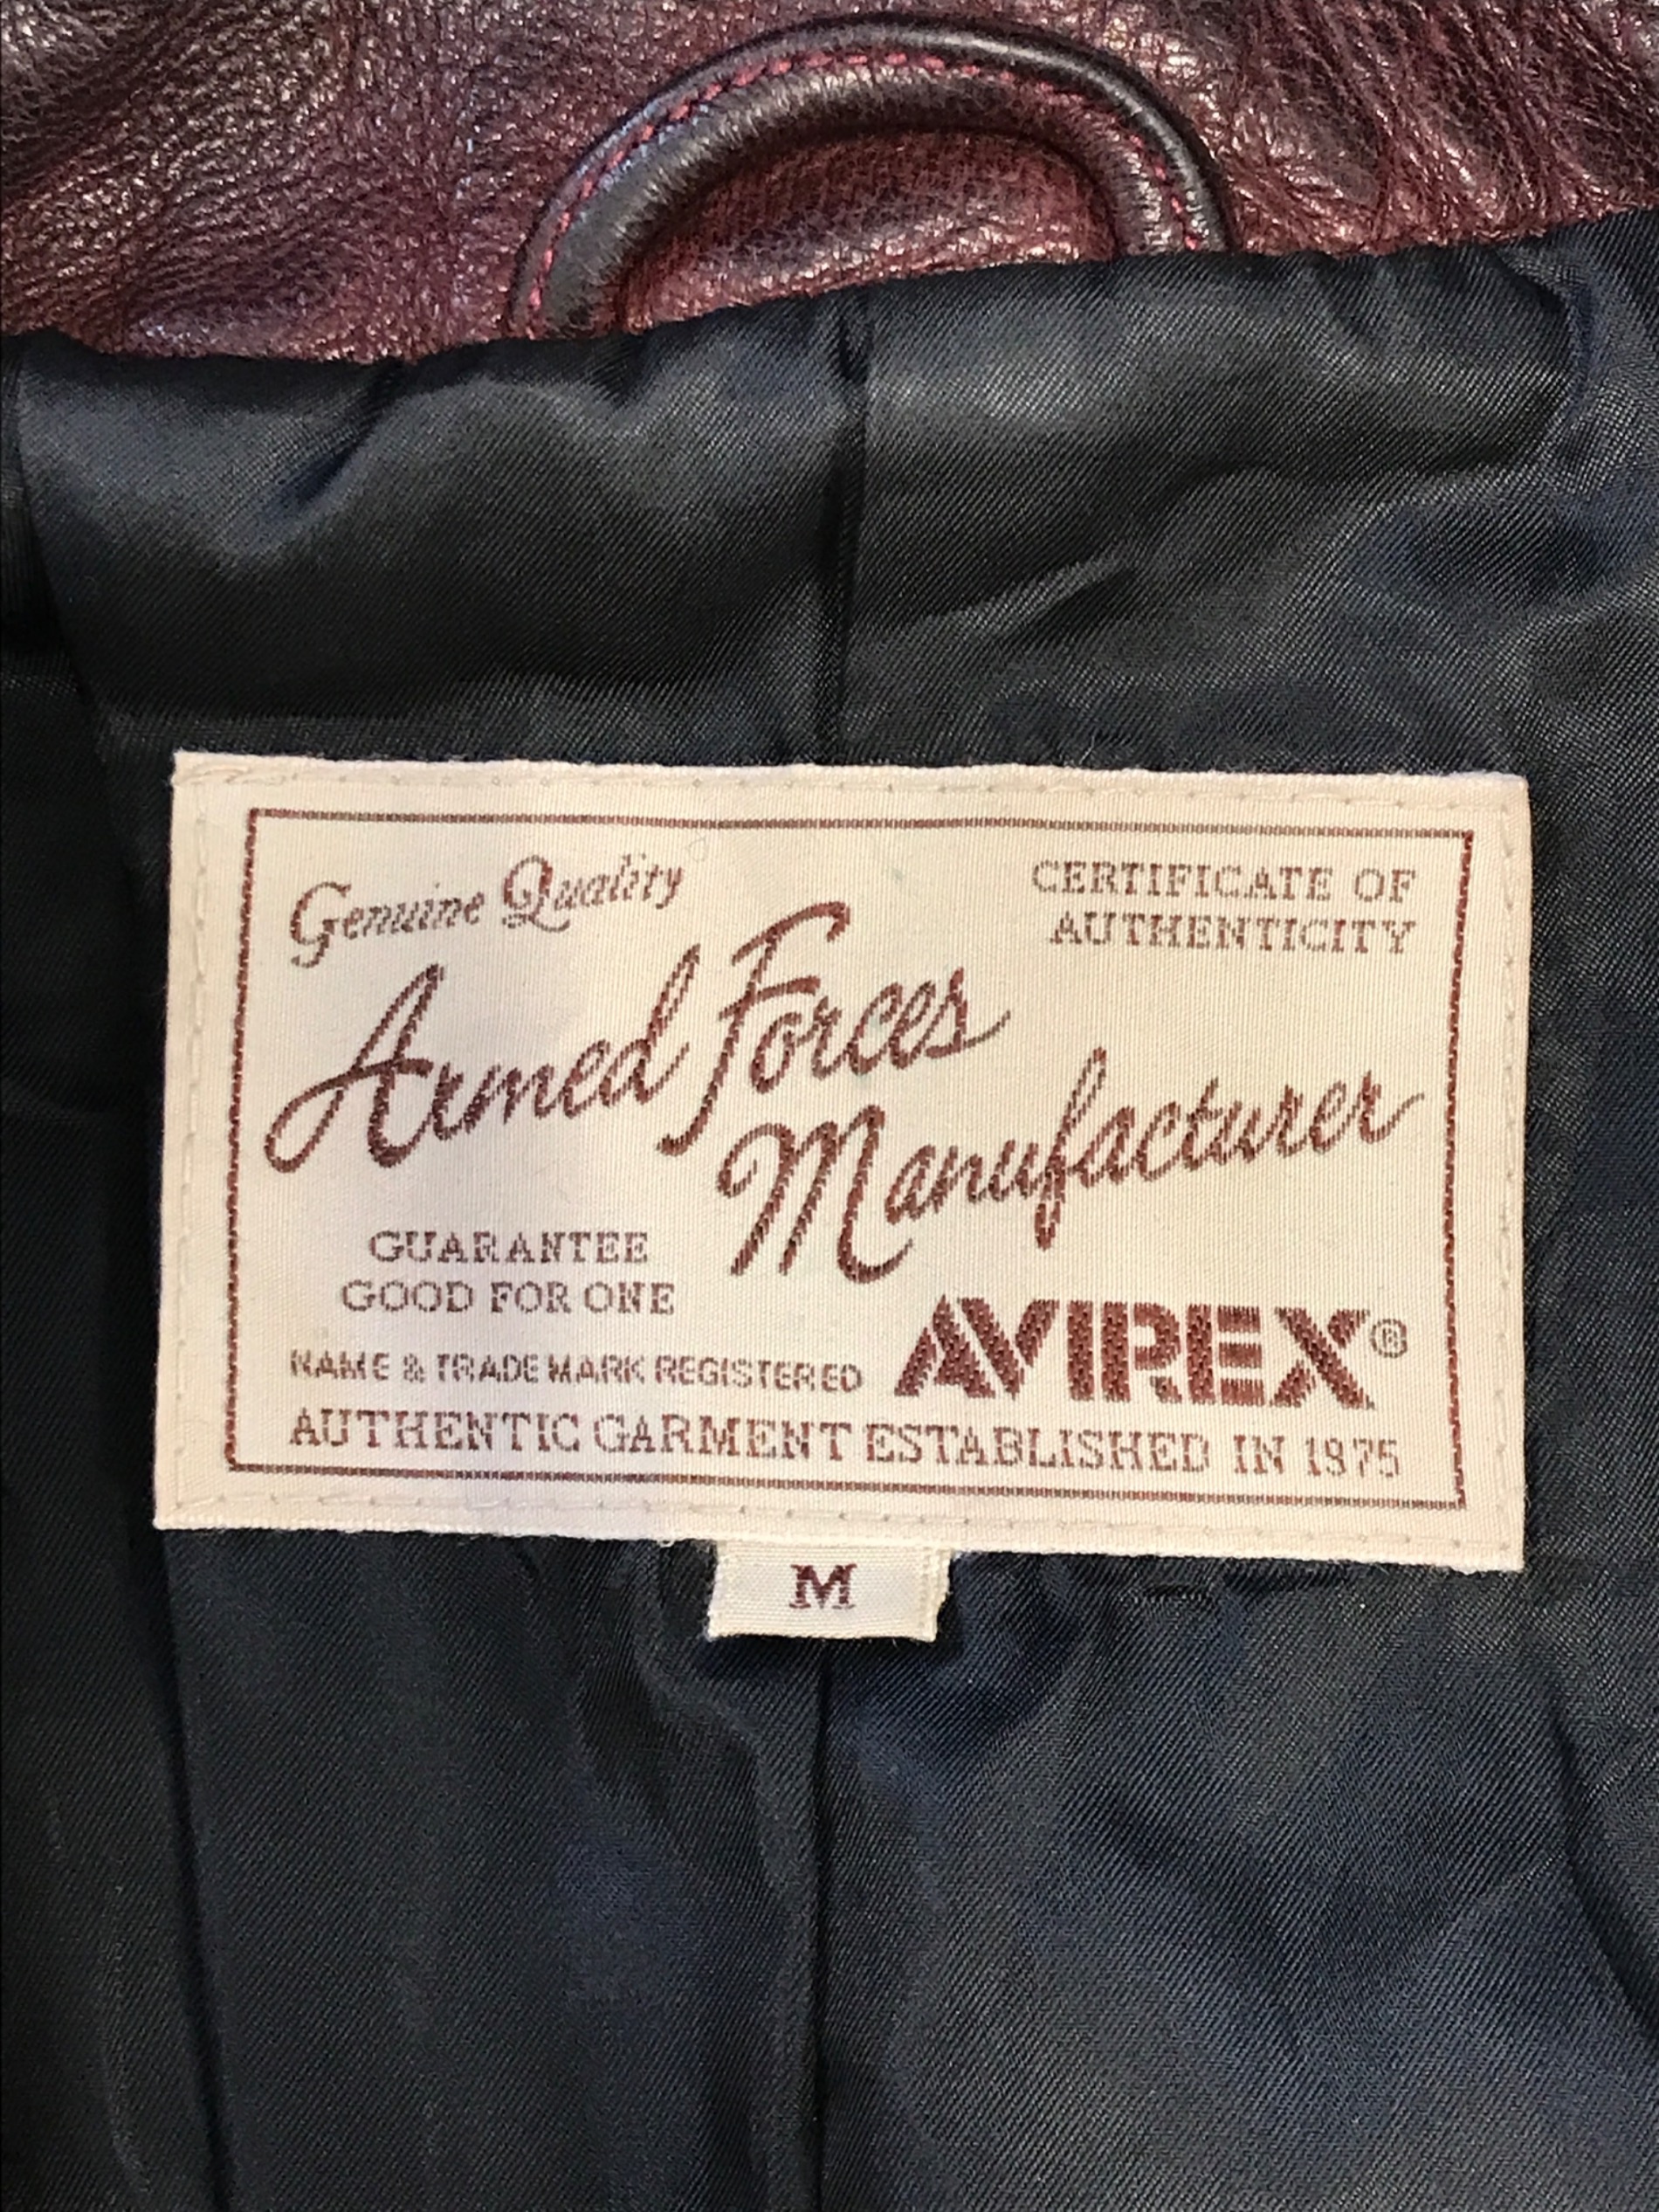 Genuine Quality
CERTIFICATE OF
AUTHENTICITY
Armed Forces
Manufacturer
GUARANTEE
GOOD FOR ONE
NAME & TRADE MARK REGISTERED
AVIREX®
AUTHENTIC GARMENT ESTABLISHED IN 1975
M